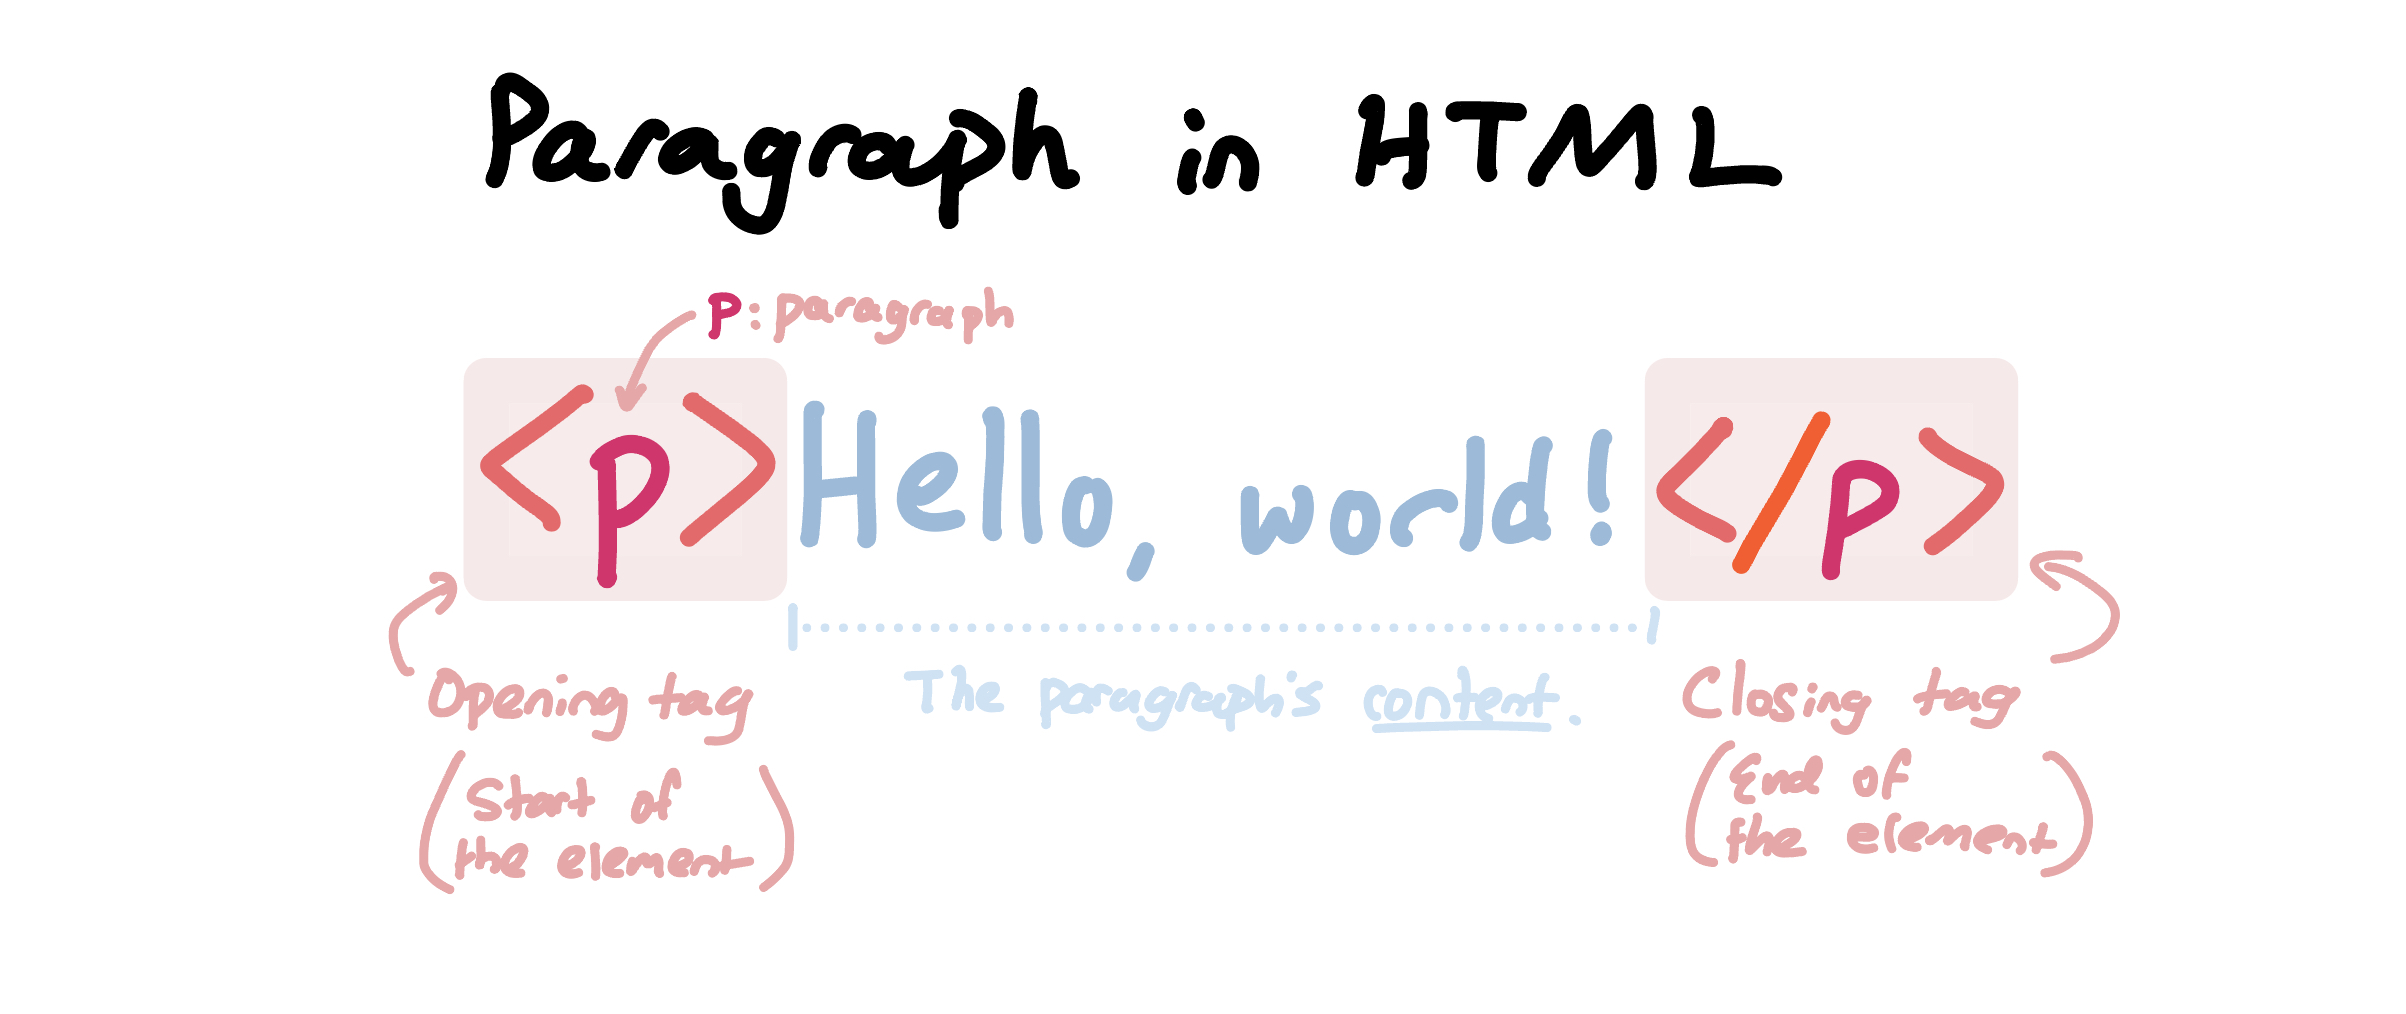 Paragraph in HTML
p: paragraph
<p>Hello, world!</p>
Opening tag
(Start of
the element)
The paragraph's content.
Closing tag
(End of
the element)